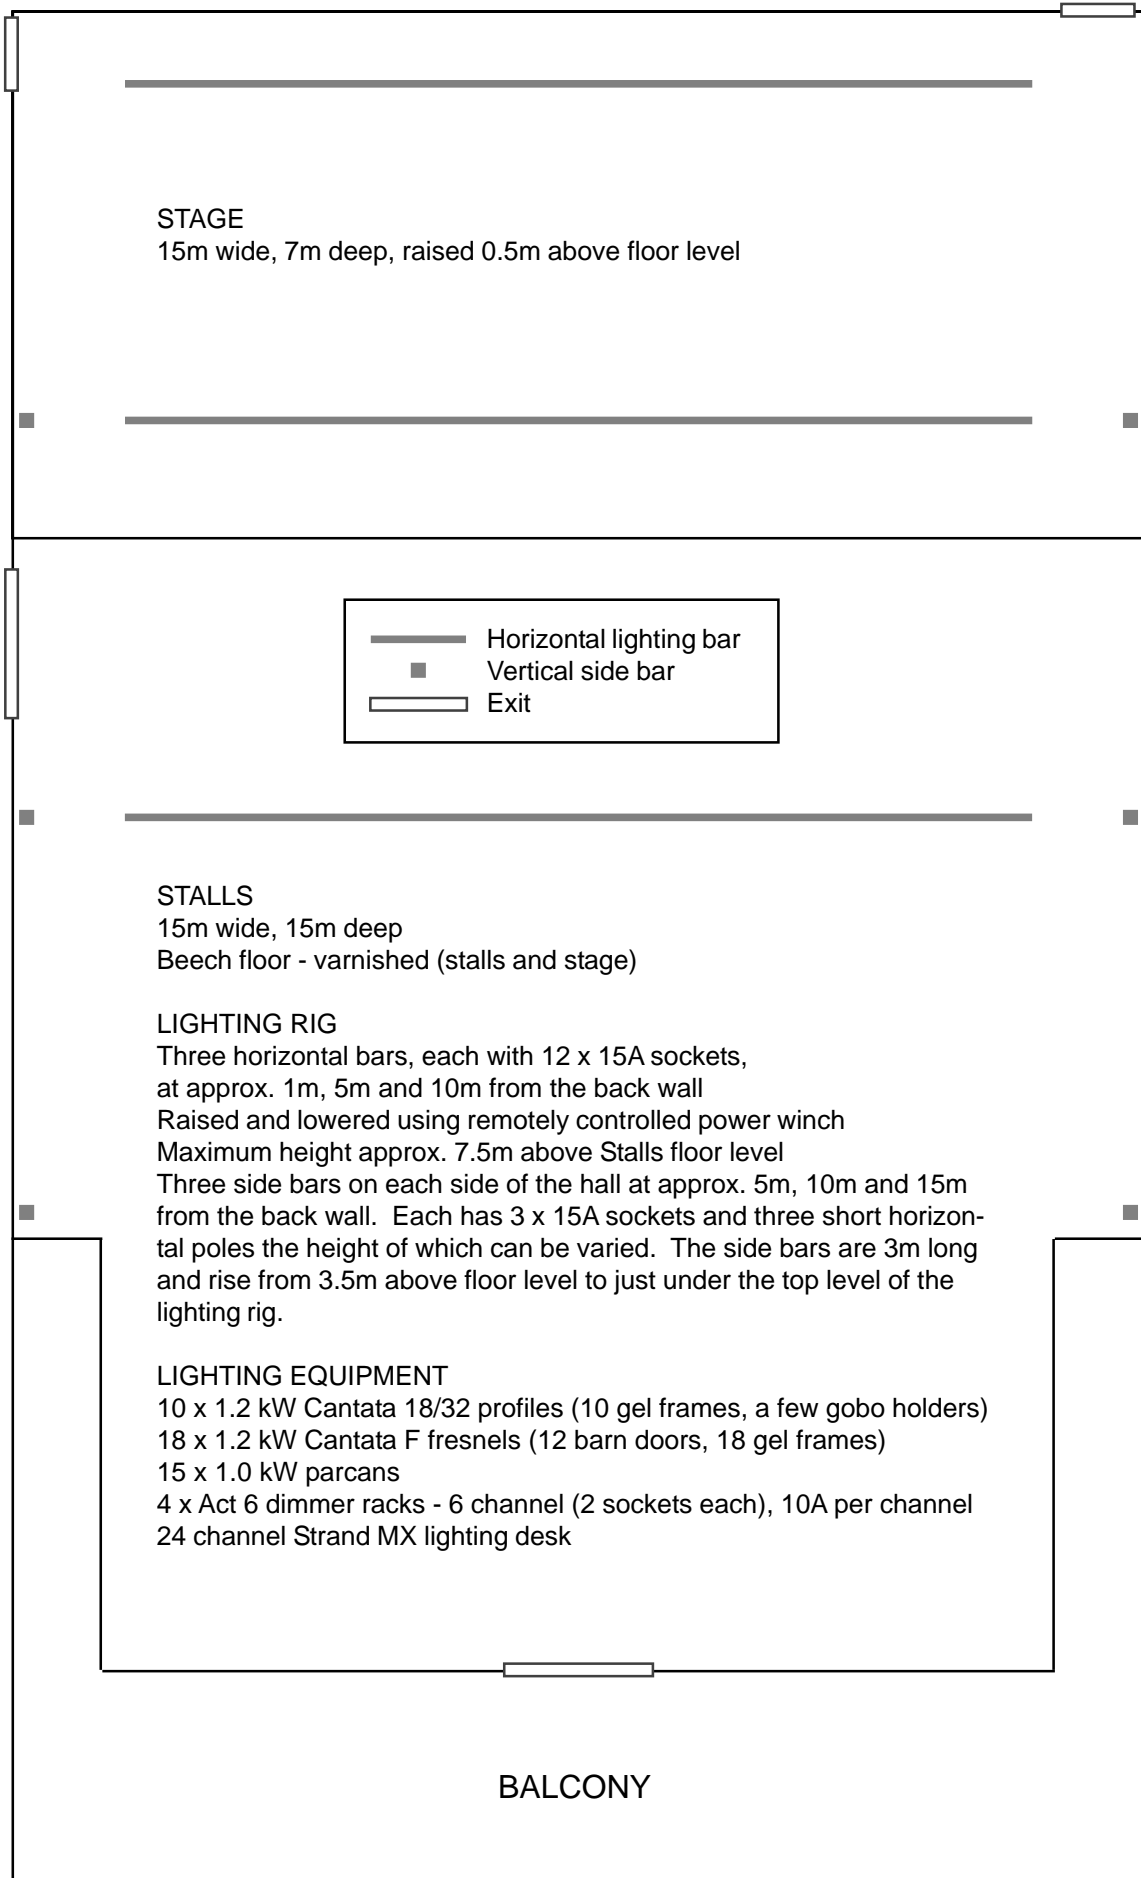 STAGE
15m wide, 7m deep, raised 0.5m above floor level
Horizontal lighting bar
Vertical side bar
Exit
STALLS
15m wide, 15m deep
Beech floor - varnished (stalls and stage)
LIGHTING RIG
Three horizontal bars, each with 12 x 15A sockets,
at approx. 1m, 5m and 10m from the back wall
Raised and lowered using remotely controlled power winch
Maximum height approx. 7.5m above Stalls floor level
Three side bars on each side of the hall at approx. 5m, 10m and 15m
from the back wall.  Each has 3 x 15A sockets and three short horizon-
tal poles the height of which can be varied.  The side bars are 3m long
and rise from 3.5m above floor level to just under the top level of the
lighting rig.
LIGHTING EQUIPMENT
10 x 1.2 kW Cantata 18/32 profiles (10 gel frames, a few gobo holders)
18 x 1.2 kW Cantata F fresnels (12 barn doors, 18 gel frames)
15 x 1.0 kW parcans
4 x Act 6 dimmer racks - 6 channel (2 sockets each), 10A per channel
24 channel Strand MX lighting desk
BALCONY